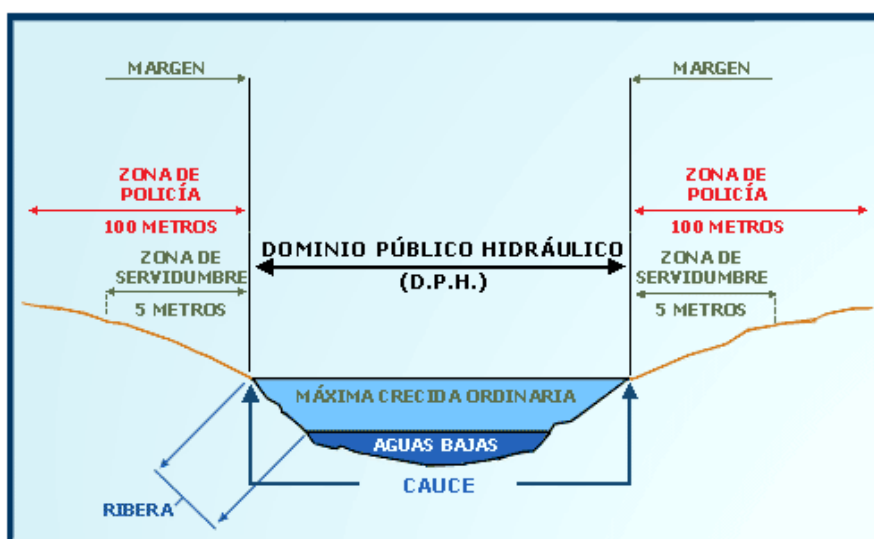 MARGEN
MARGEN
ZONA DE
POLICÍA
100 METROS
ZONA DE
POLICÍA
100 METROS
DOMINIO PÚBLICO HIDRÁULICO
(D.P.H.)
ZONA DE
SERVIDUMBRE
5 METROS
ZONA DE
SERVIDUMBRE
5 METROS
MÁXIMA CRECIDA ORDINARIA
AGUAS BAJAS
CAUCE
RIBERA